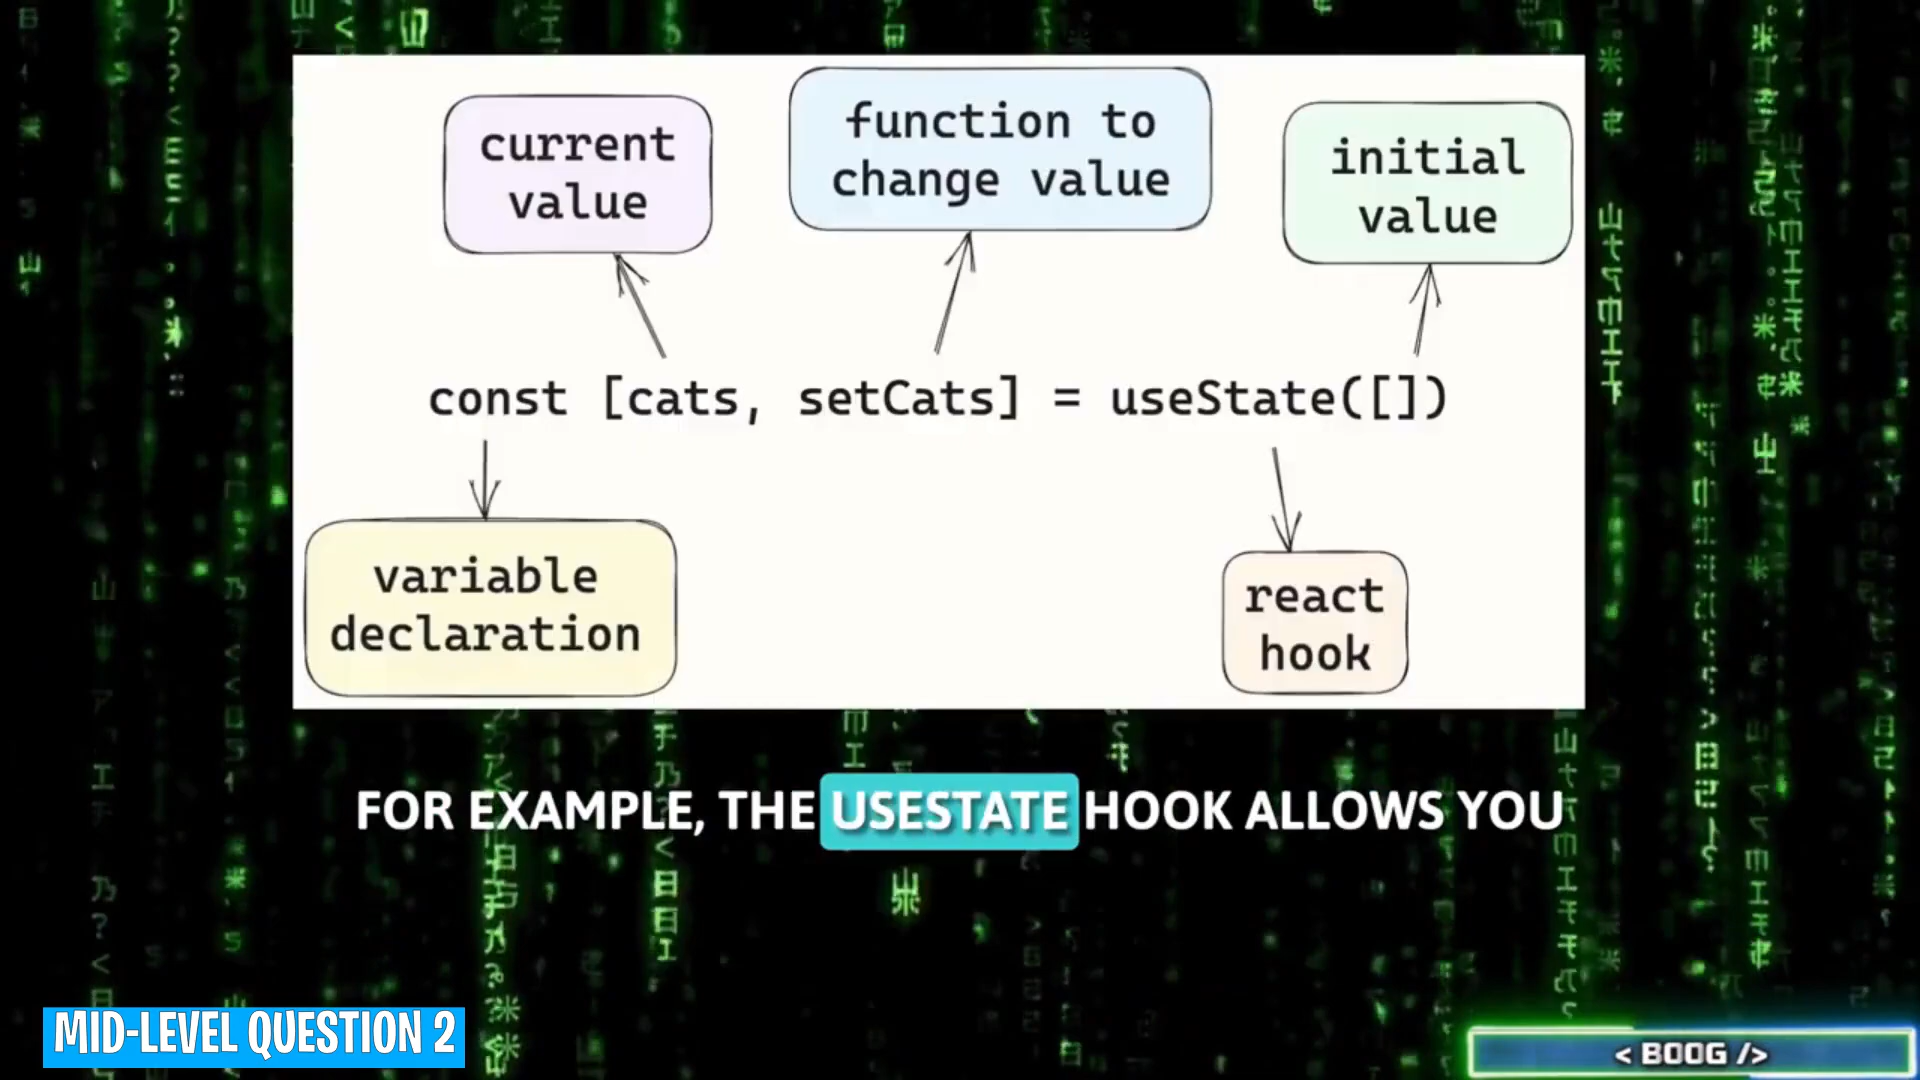 current
value
function to
change value
initial
value
const [cats, setCats] = useState([])
variable
declaration
react
hook
FOR EXAMPLE, THE USESTATE HOOK ALLOWS YOU
MID-LEVEL QUESTION 2
< BOOG />